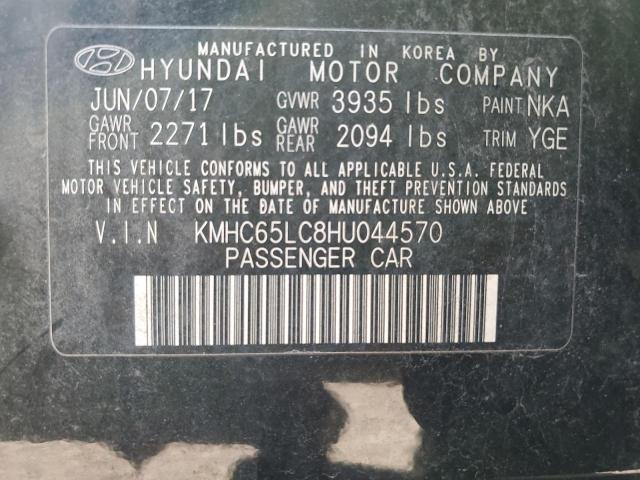 MANUFACTURED IN KOREA BY
HYUNDAI MOTOR COMPANY
JUN/07/17 GVWR 3935 lbs PAINT NKA
GAWR FRONT 2271 lbs GAWR REAR 2094 lbs TRIM YGE
THIS VEHICLE CONFORMS TO ALL APPLICABLE U.S.A. FEDERAL
MOTOR VEHICLE SAFETY, BUMPER, AND THEFT PREVENTION STANDARDS
IN EFFECT ON THE DATE OF MANUFACTURE SHOWN ABOVE
V.I.N KMHC65LC8HU044570
PASSENGER CAR